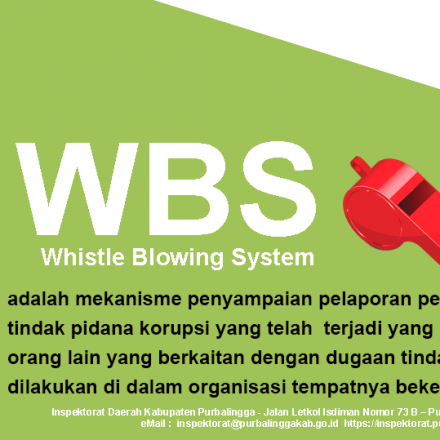 WBS
Whistle Blowing System
adalah mekanisme penyampaian pelaporan pe
tindak pidana korupsi yang telah terjadi yang
orang lain yang berkaitan dengan dugaan tinda
dilakukan di dalam organisasi tempatnya beke
Inspektorat Daerah Kabupaten Purbalingga - Jalan Letkol Isdiman Nomor 73 B – Pu
eMail : inspektorat@purbalinggakab.go.id https://inspektorat.pu